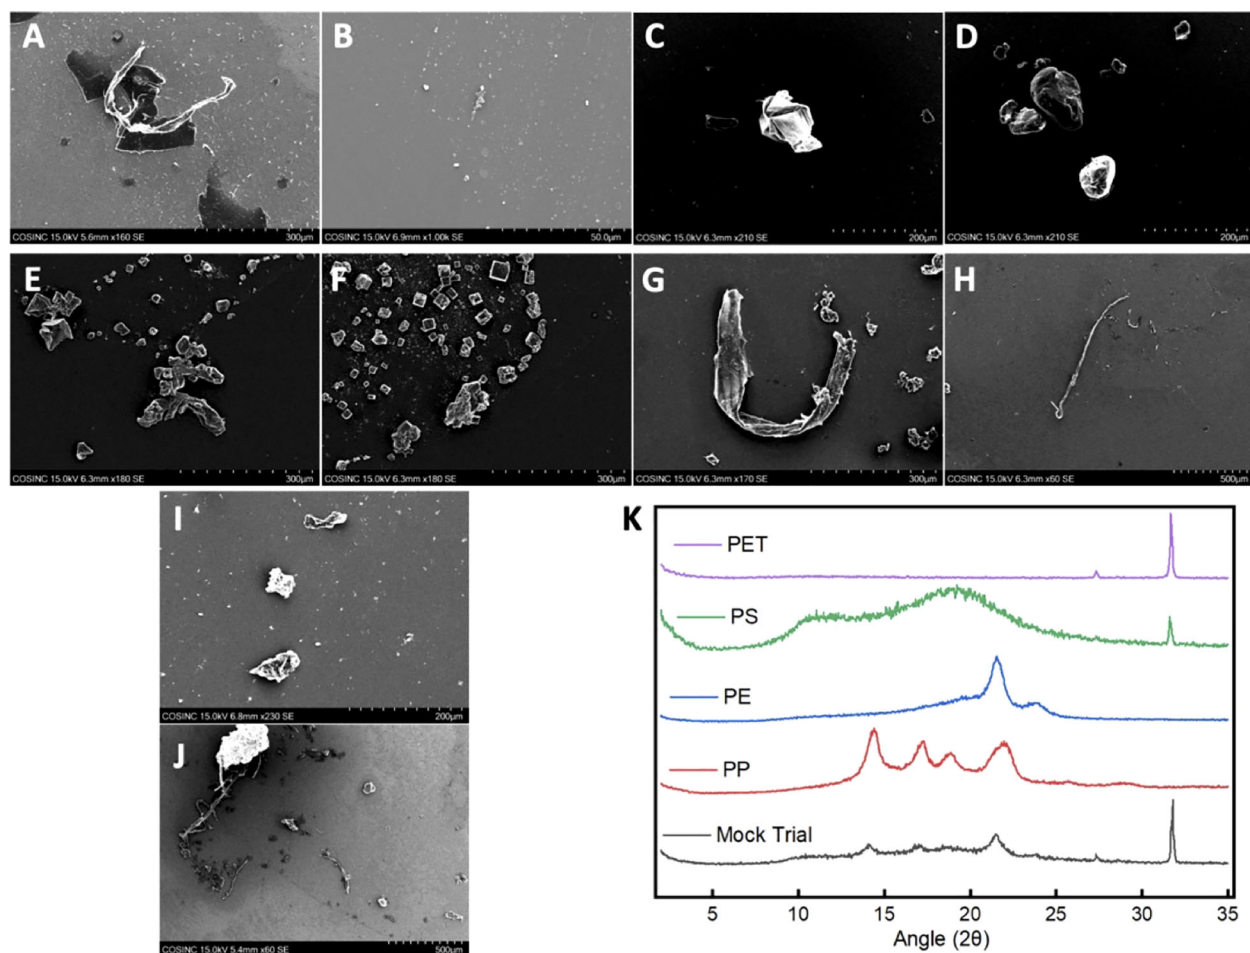 A
COSINC 15.0kV 5.6mm x160 SE 300µm
B
COSINC 15.0kV 6.9mm x1.00k SE 50.0µm
C
COSINC 15.0kV 6.3mm x210 SE 200µm
D
COSINC 15.0kV 6.3mm x210 SE 200µm
E
COSINC 15.0kV 6.3mm x180 SE 300µm
F
COSINC 15.0kV 6.3mm x180 SE 300µm
G
COSINC 15.0kV 6.3mm x170 SE 300µm
H
COSINC 15.0kV 6.3mm x60 SE 500µm
I
COSINC 15.0kV 6.8mm x230 SE 200µm
J
COSINC 15.0kV 5.4mm x60 SE 500µm
K
PET
PS
PE
PP
Mock Trial
5 10 15 20 25 30 35
Angle (2θ)